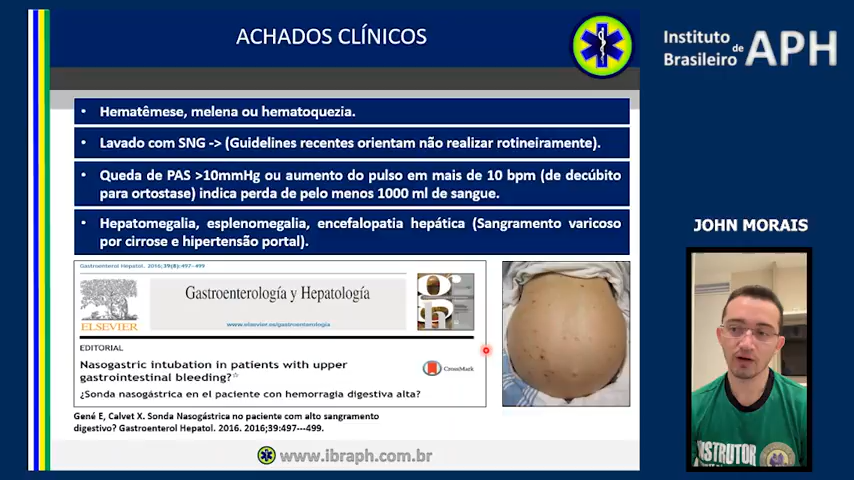 ACHADOS CLÍNICOS
Instituto
Brasileiro de APH
• Hematêmese, melena ou hematoquezia.
• Lavado com SNG -> (Guidelines recentes orientam não realizar rotineiramente).
• Queda de PAS >10mmHg ou aumento do pulso em mais de 10 bpm (de decúbito
para ortostase) indica perda de pelo menos 1000 ml de sangue.
• Hepatomegalia, esplenomegalia, encefalopatia hepática (Sangramento varicoso
por cirrose e hipertensão portal).
Gastroenterol Hepatol. 2016;39(8):497–499
ELSEVIER
Gastroenterología y Hepatología
www.elsevier.es/gastroenterologia
gh
EDITORIAL
Nasogastric intubation in patients with upper
gastrointestinal bleeding?☆
CrossMark
¿Sonda nasogástrica en el paciente con hemorragia digestiva alta?
Gené E, Calvet X. Sonda Nasogástrica no paciente com alto sangramento
digestivo? Gastroenterol Hepatol. 2016. 2016;39:497---499.
www.ibraph.com.br
JOHN MORAIS
INSTRUTOR